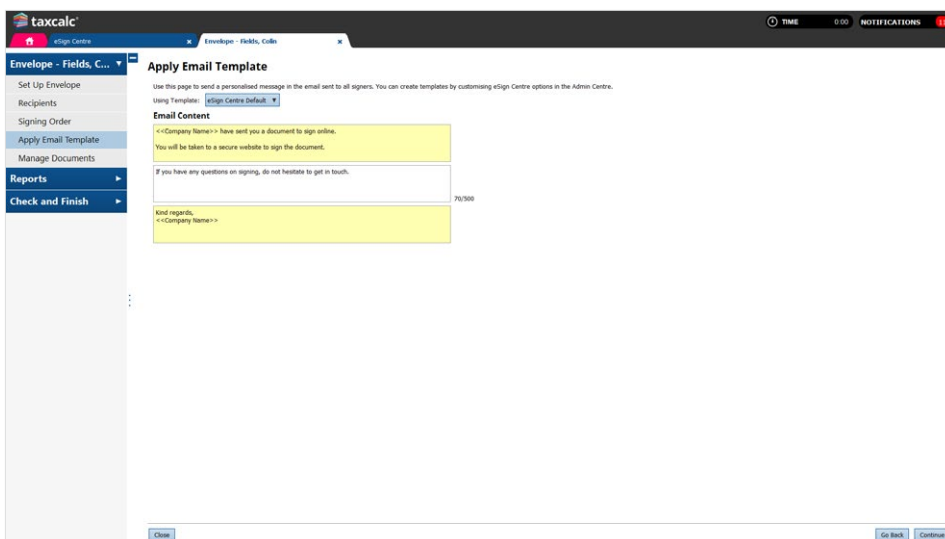 taxcalc
TIME 0:00 NOTIFICATIONS
eSign Centre x Envelope - Fields, Colin x
Envelope - Fields, C...
Set Up Envelope
Recipients
Signing Order
Apply Email Template
Manage Documents
Reports
Check and Finish
Apply Email Template
Use this page to send a personalised message in the email sent to all signers. You can create templates by customising eSign Centre options in the Admin Centre.
Using Template: eSign Centre Default
Email Content
<<Company Name>> have sent you a document to sign online.
You will be taken to a secure website to sign the document.
If you have any questions on signing, do not hesitate to get in touch.
70/500
Kind regards,
<<Company Name>>
Close Go Back Continue